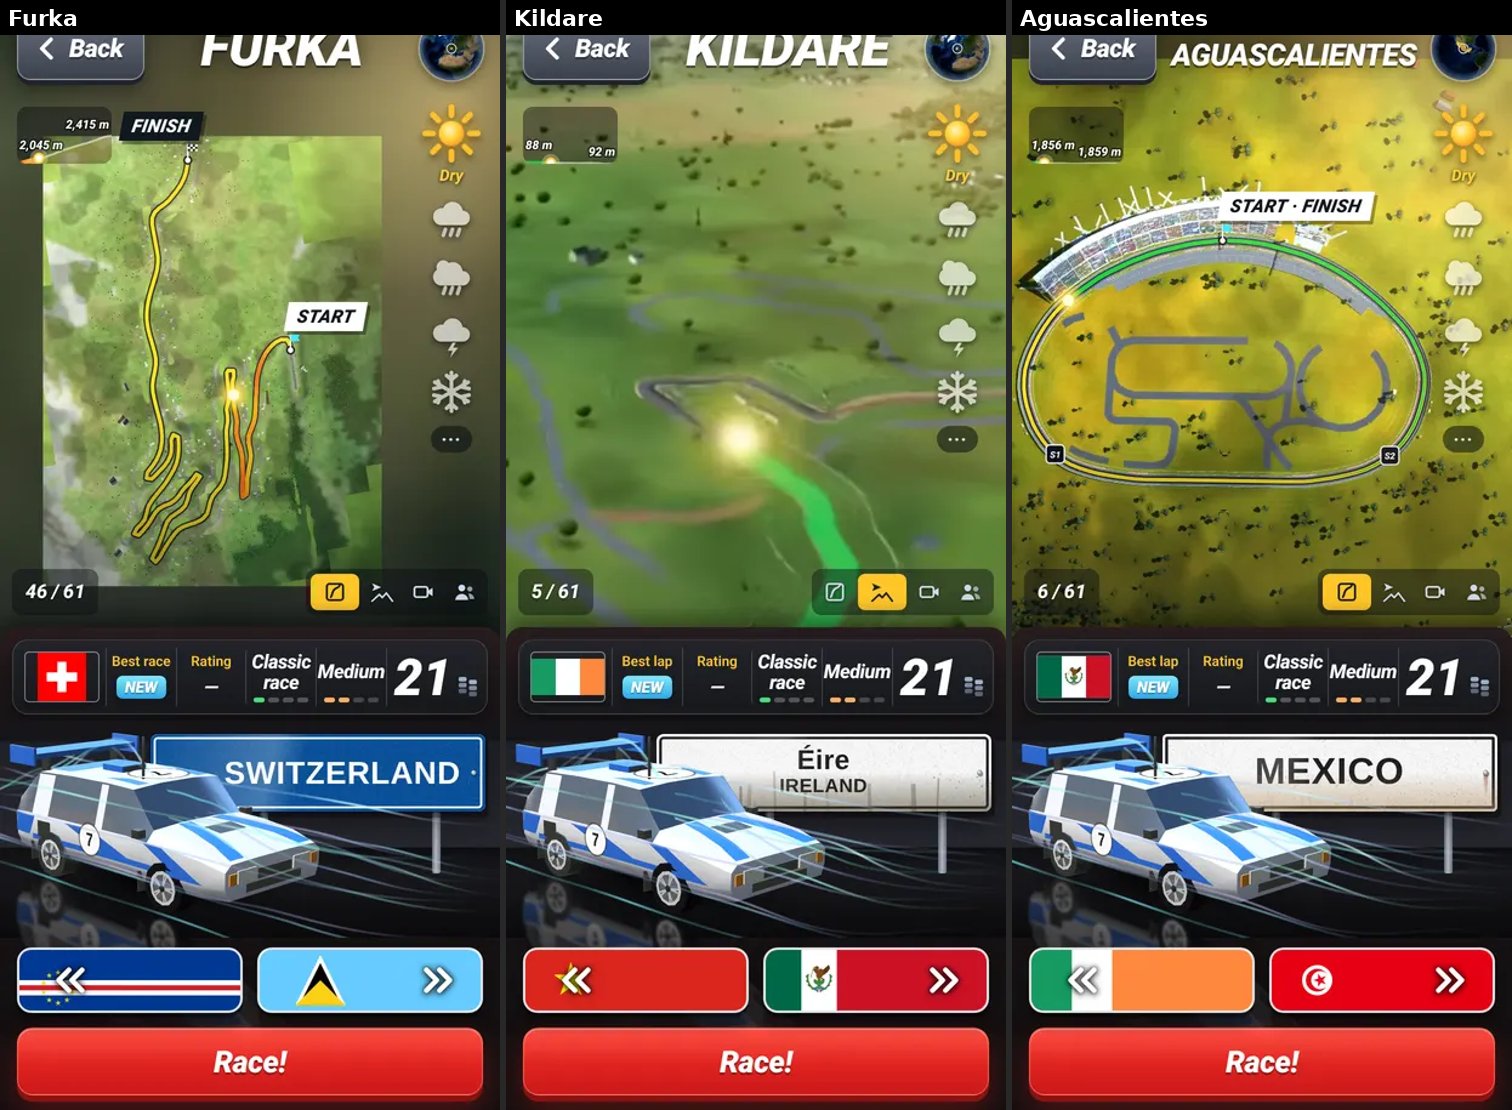 Furka
Back
FURKA
2,415 m
2,045 m
FINISH
Dry
START
46/61
Best race
NEW
Rating
–
Classic race
Medium
21
SWITZERLAND
7
Race!
Kildare
Back
KILDARE
88 m
92 m
Dry
5/61
Best lap
NEW
Rating
–
Classic race
Medium
21
Éire
IRELAND
7
Race!
Aguascalientes
Back
AGUASCALIENTES
1,856 m
1,859 m
Dry
START · FINISH
S1
S2
6/61
Best lap
NEW
Rating
–
Classic race
Medium
21
MEXICO
7
Race!